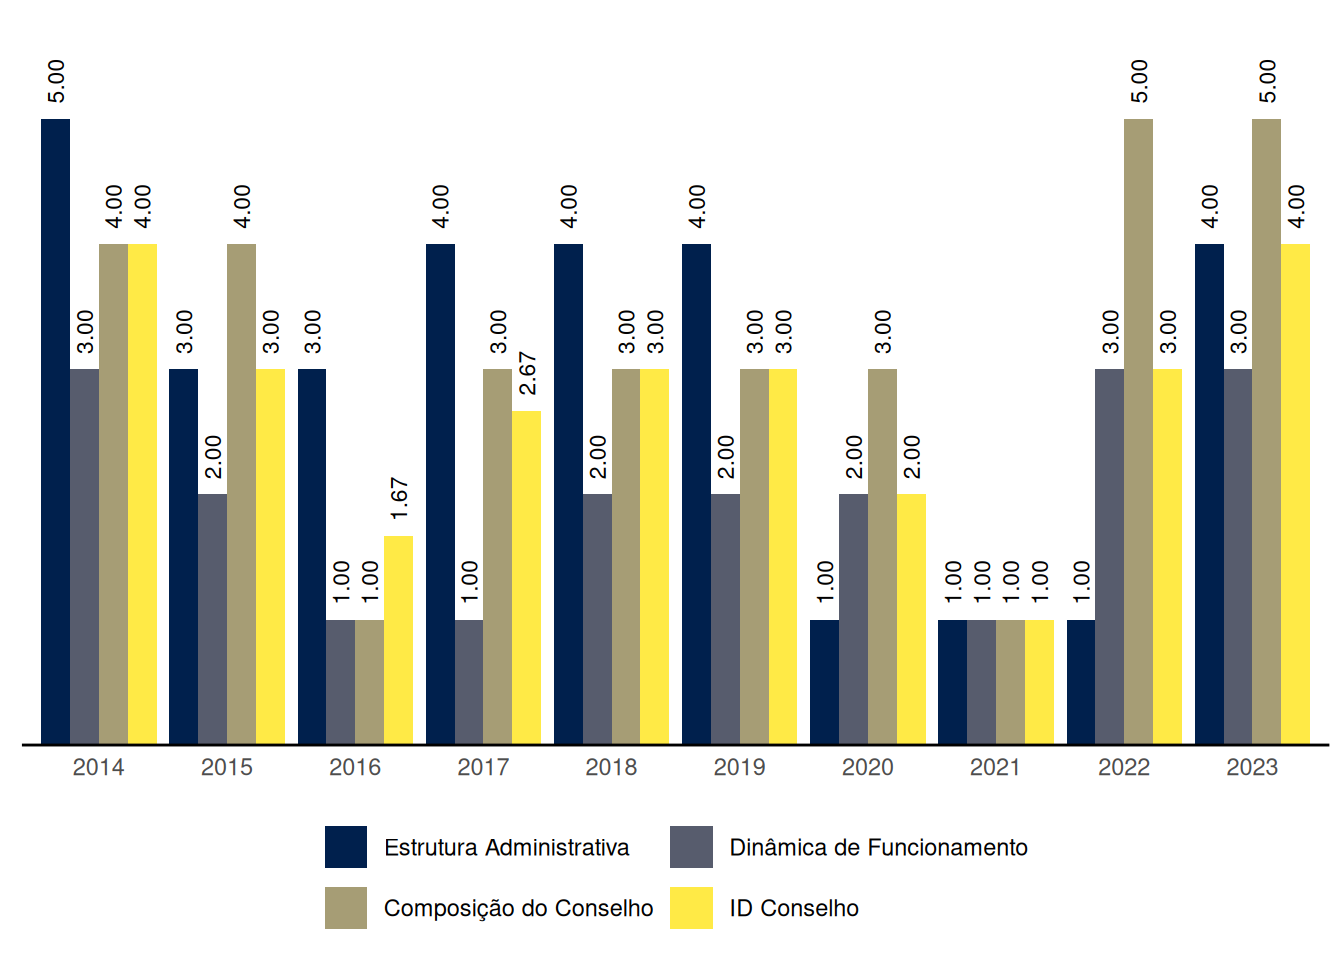 5.00 3.00 4.00 4.00 3.00 2.00 4.00 3.00 3.00 1.00 1.00 1.67 4.00 1.00 3.00 2.67 4.00 2.00 3.00 3.00 4.00 2.00 3.00 3.00 1.00 2.00 3.00 2.00 1.00 1.00 1.00 1.00 1.00 3.00 5.00 3.00 4.00 3.00 5.00 4.00
2014 2015 2016 2017 2018 2019 2020 2021 2022 2023
Estrutura Administrativa Dinâmica de Funcionamento
Composição do Conselho ID Conselho